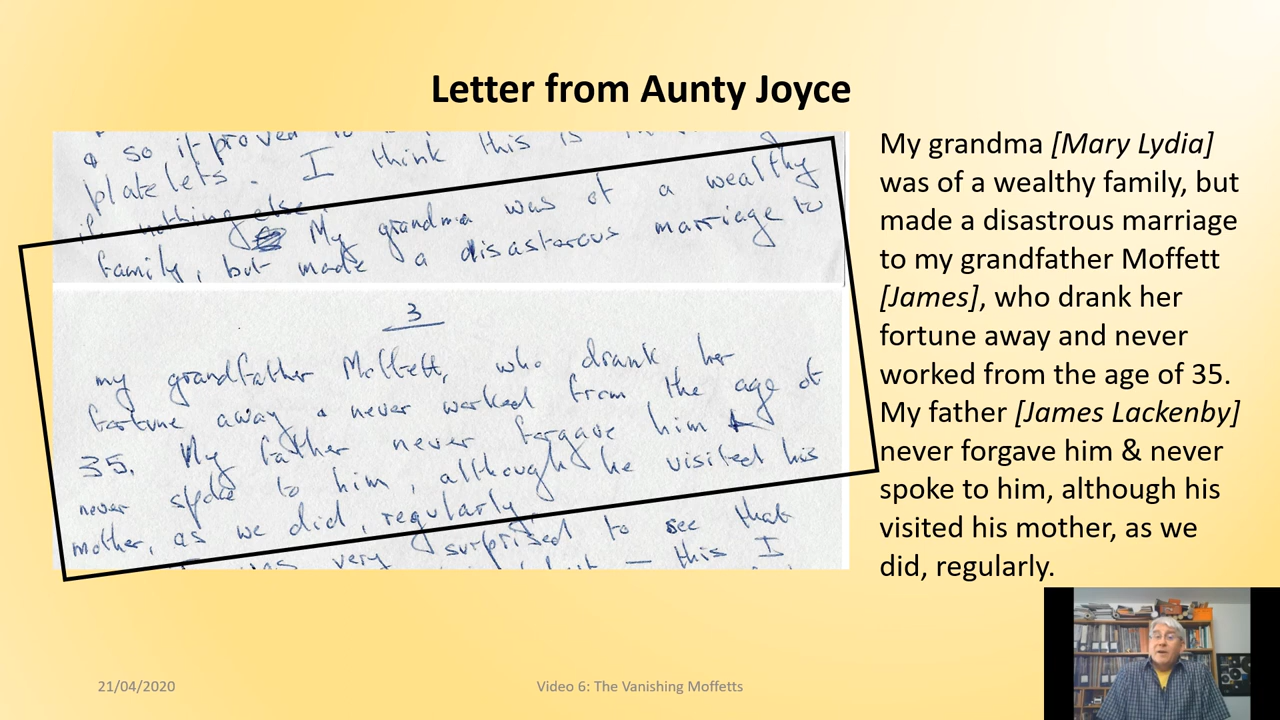 Letter from Aunty Joyce
& so it proved
platelets. I think this is
if nothing else.
My grandma was of a wealthy
family, but made a disasterous marriage to
3
my grandfather Moffett, who drank her
fortune away & never worked from the age of
35. My father never forgave him &
never spoke to him, although he visited his
mother, as we did, regularly.
was very surprised to see that
— this I
My grandma [Mary Lydia]
was of a wealthy family, but
made a disastrous marriage
to my grandfather Moffett
[James], who drank her
fortune away and never
worked from the age of 35.
My father [James Lackenby]
never forgave him & never
spoke to him, although his
visited his mother, as we
did, regularly.
21/04/2020
Video 6: The Vanishing Moffetts